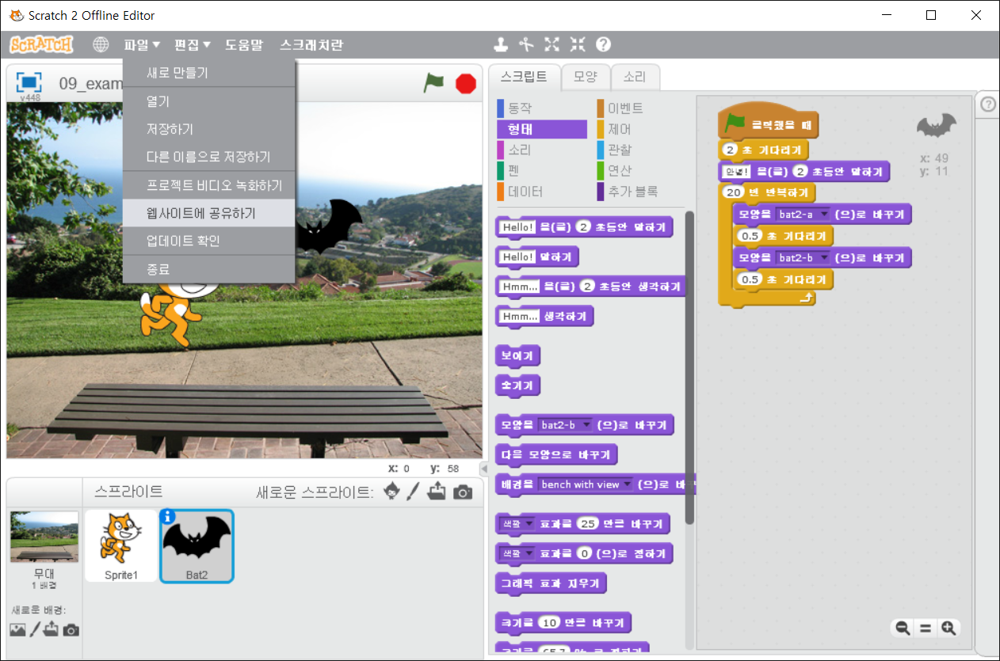 Scratch 2 Offline Editor
SCRATCH 파일 편집 도움말 스크래치란
새로 만들기
열기
저장하기
다른 이름으로 저장하기
프로젝트 비디오 녹화하기
웹사이트에 공유하기
업데이트 확인
종료
v448
09_exam
x: 0 y: 58
스프라이트 새로운 스프라이트:
무대
1 배경
새로운 배경:
Sprite1
Bat2
스크립트 모양 소리
동작 이벤트
형태 제어
소리 관찰
펜 연산
데이터 추가 블록
Hello! 을(를) 2 초동안 말하기
Hello! 말하기
Hmm... 을(를) 2 초동안 생각하기
Hmm... 생각하기
보이기
숨기기
모양을 bat2-b (으)로 바꾸기
다음 모양으로 바꾸기
배경을 bench with view (으)로 바
색깔 효과를 25 만큼 바꾸기
색깔 효과를 0 (으)로 정하기
그래픽 효과 지우기
크기를 10 만큼 바꾸기
클릭했을 때
2 초 기다리기
안녕! 을(를) 2 초동안 말하기
20 번 반복하기
모양을 bat2-a (으)로 바꾸기
0.5 초 기다리기
모양을 bat2-b (으)로 바꾸기
0.5 초 기다리기
x: 49
y: 11